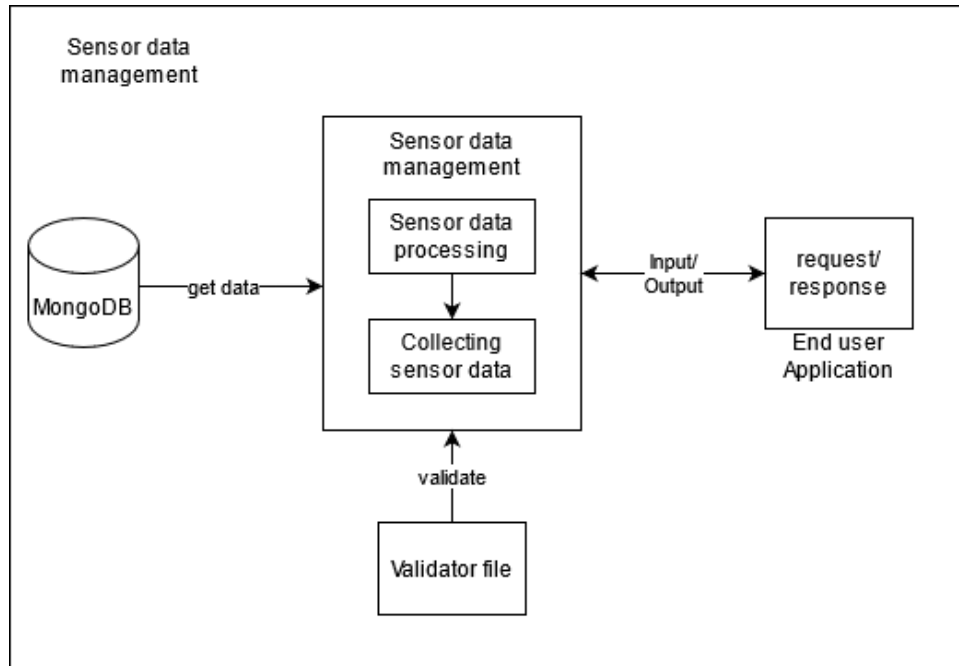 Sensor data
management
Sensor data
management
Sensor data
processing
Collecting
sensor data
MongoDB
get data
Input/
Output
request/
response
End user
Application
validate
Validator file